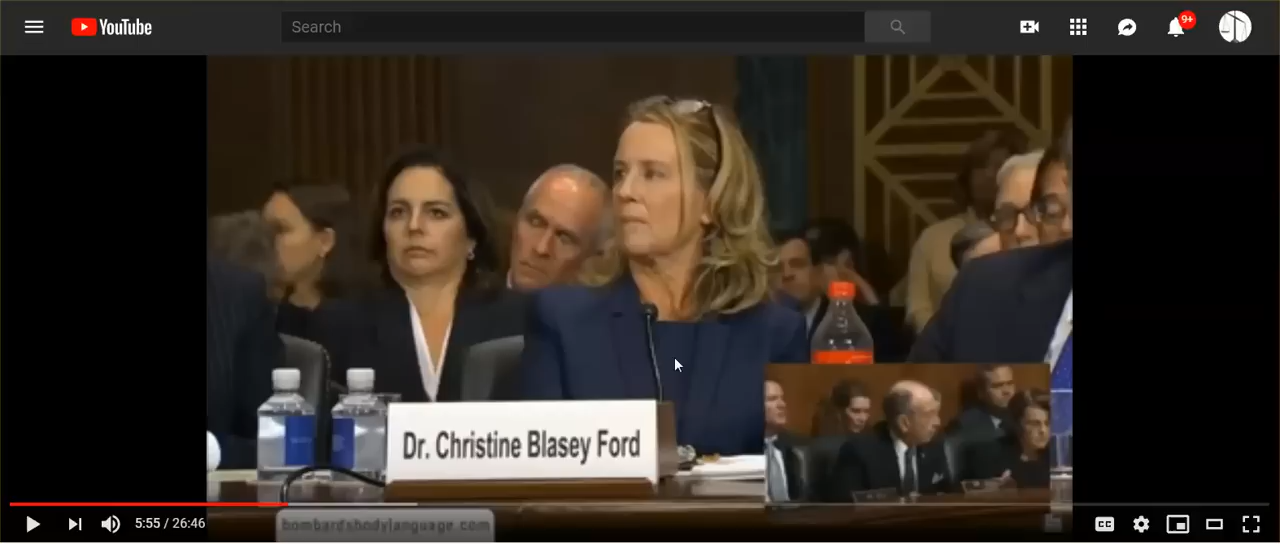 YouTube
Search
9+
Dr. Christine Blasey Ford
5:55 / 26:46
bombardsbodylanguage.com
CC